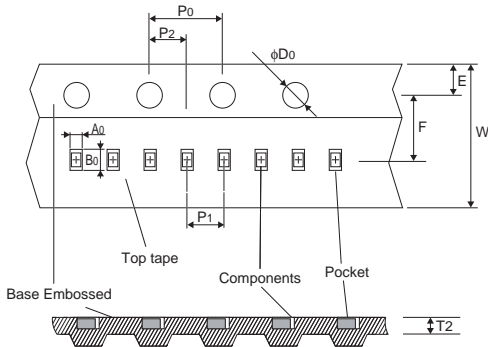 P0
P2
ϕD0
E
F
W
A0
B0
P1
Top tape
Components
Pocket
Base Embossed
T2